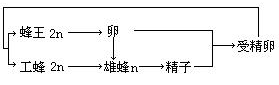 蜂王 2n 卵
受精卵
工蜂 2n 雄蜂n 精子